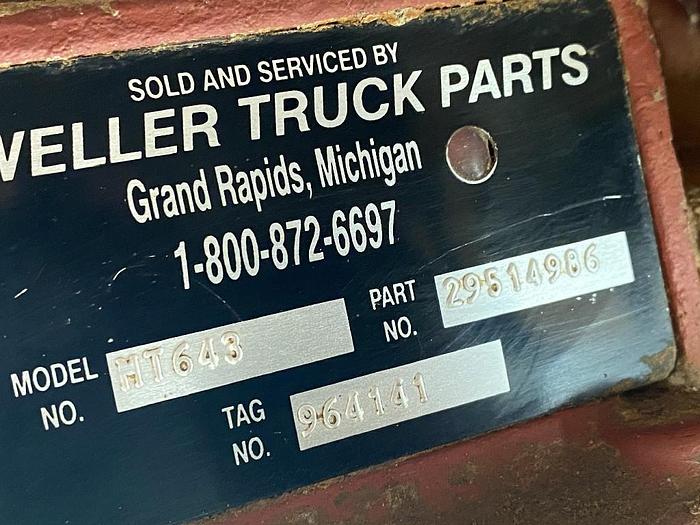 SOLD AND SERVICED BY
WELLER TRUCK PARTS
Grand Rapids, Michigan
1-800-872-6697
PART NO. 29514986
MODEL NO. HT643
TAG NO. 964141